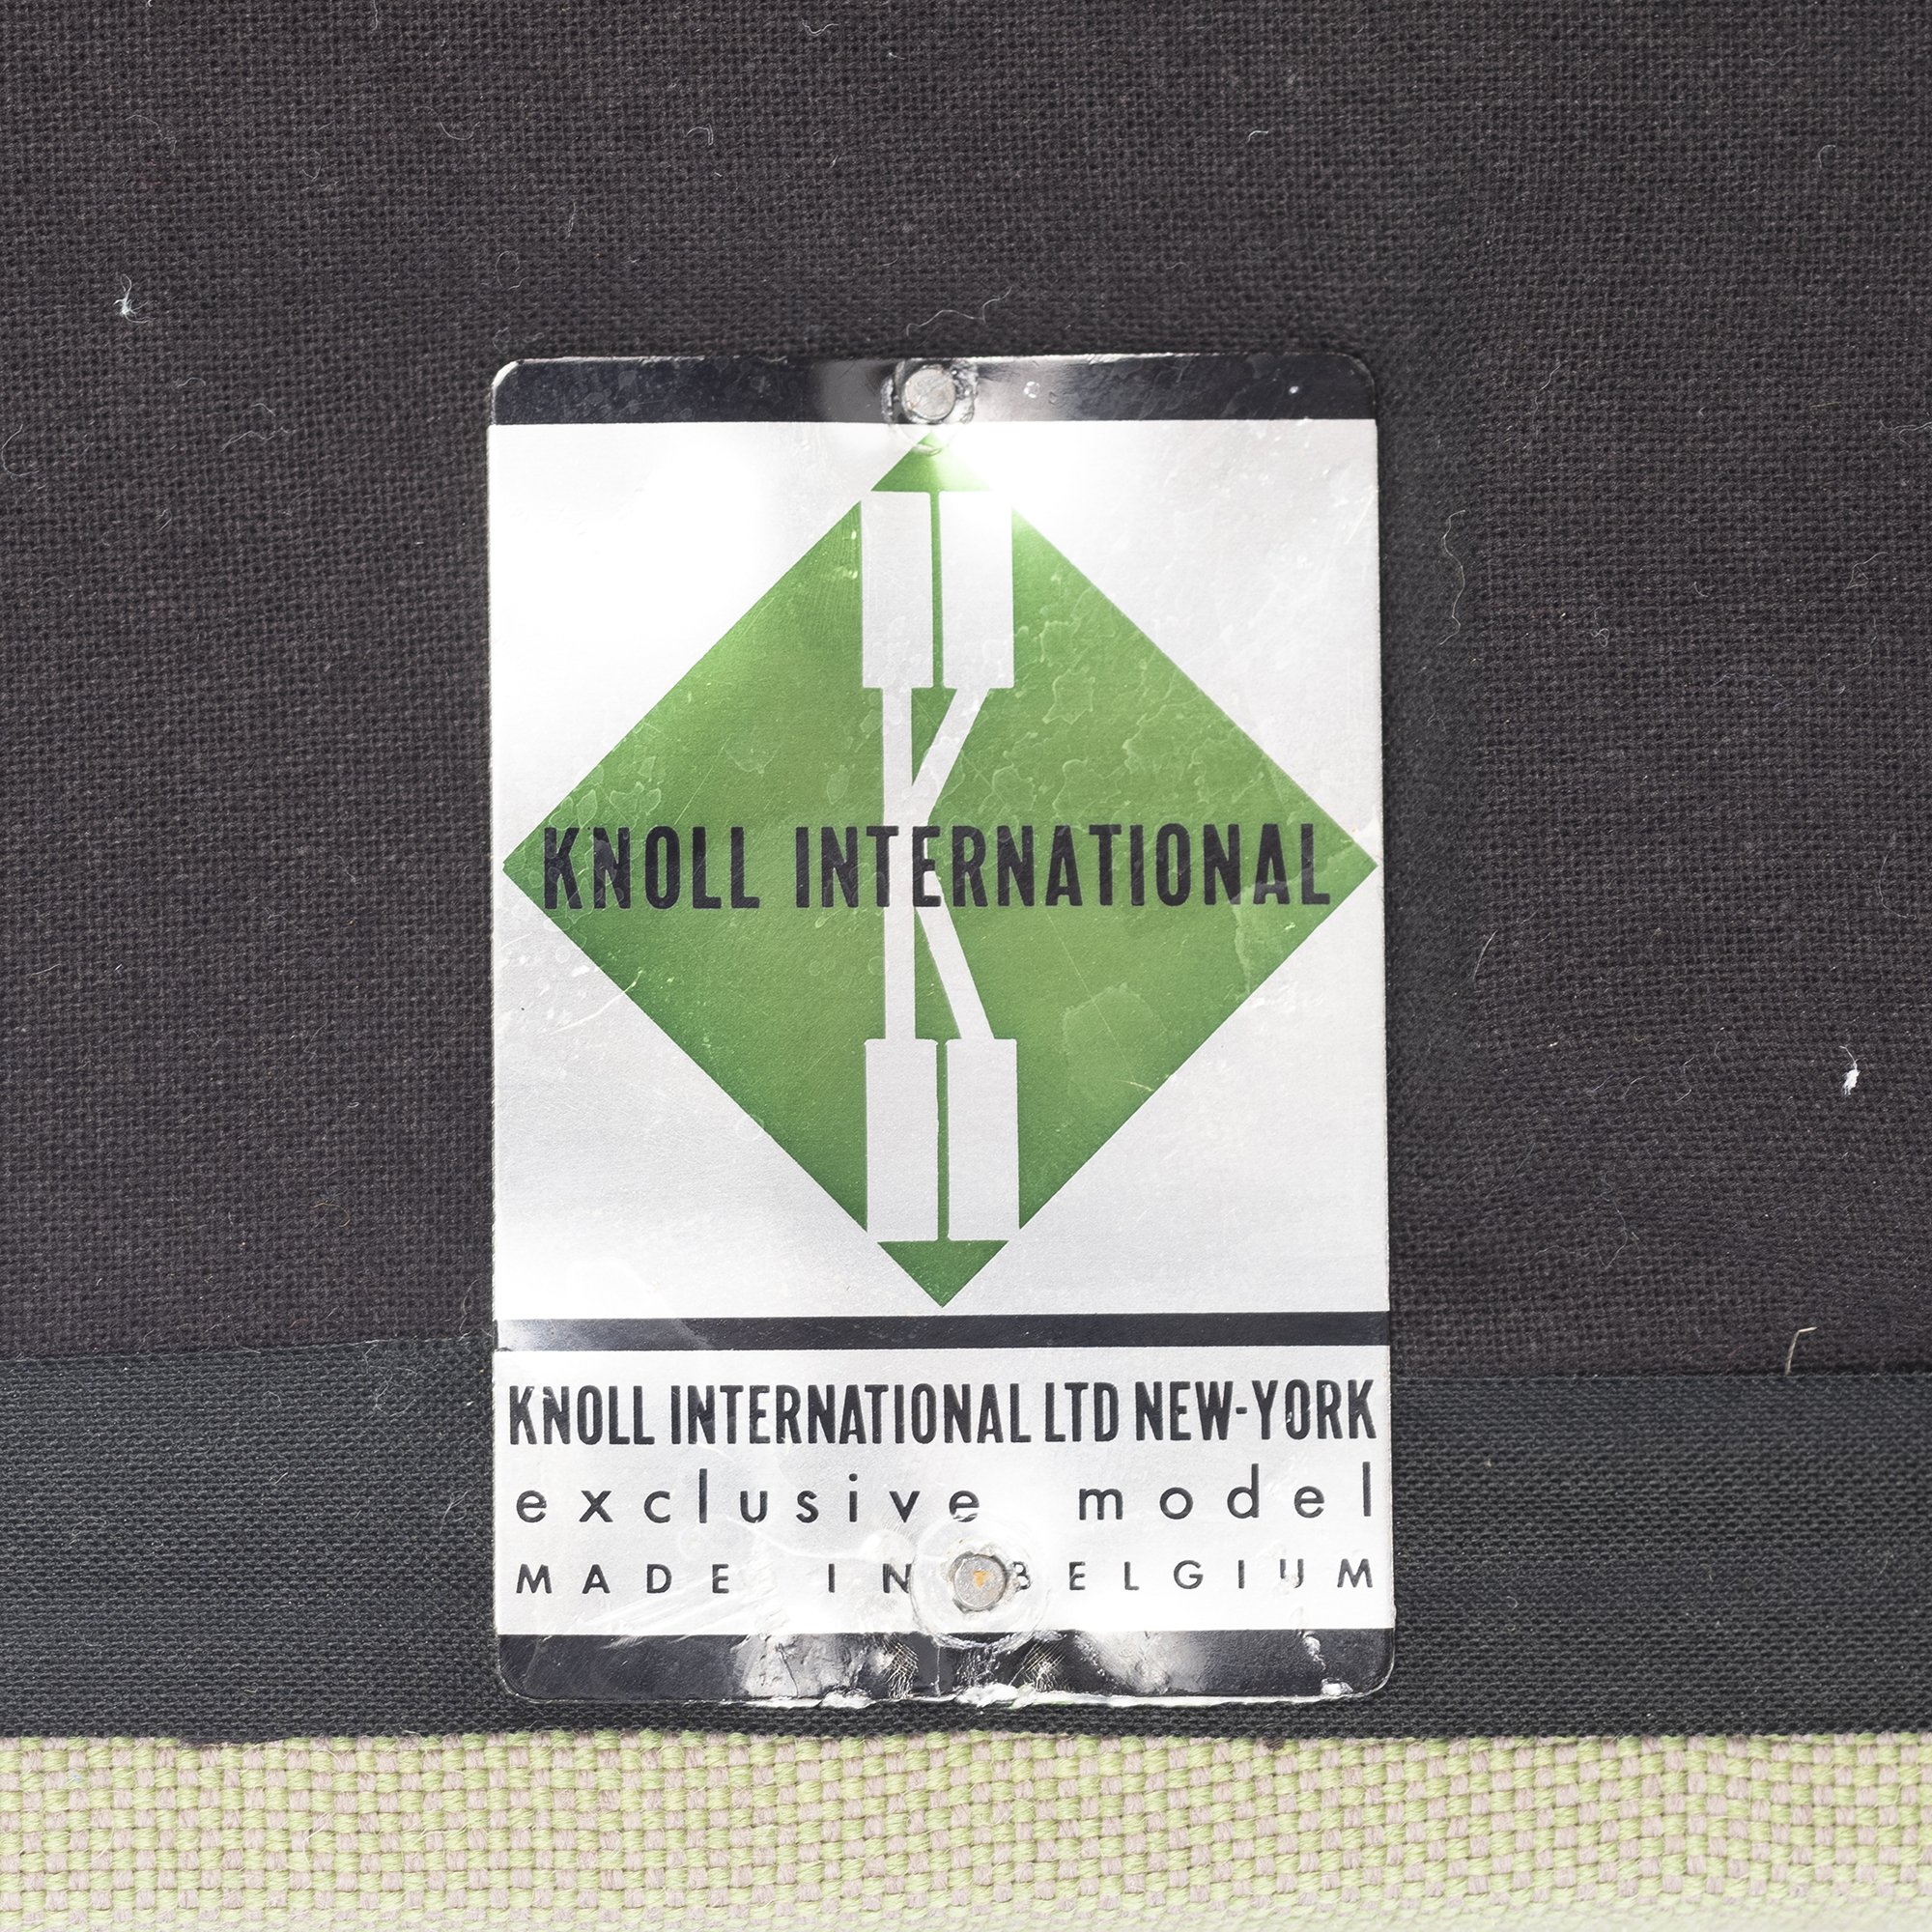 K
KNOLL INTERNATIONAL
KNOLL INTERNATIONAL LTD NEW-YORK
exclusive model
MADE IN BELGIUM